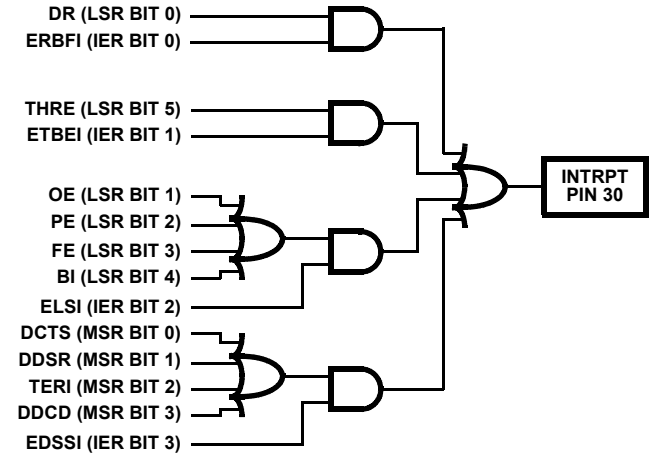 DR (LSR BIT 0)
ERBFI (IER BIT 0)
THRE (LSR BIT 5)
ETBEI (IER BIT 1)
OE (LSR BIT 1)
PE (LSR BIT 2)
FE (LSR BIT 3)
BI (LSR BIT 4)
ELSI (IER BIT 2)
DCTS (MSR BIT 0)
DDSR (MSR BIT 1)
TERI (MSR BIT 2)
DDCD (MSR BIT 3)
EDSSI (IER BIT 3)
INTRPT
PIN 30